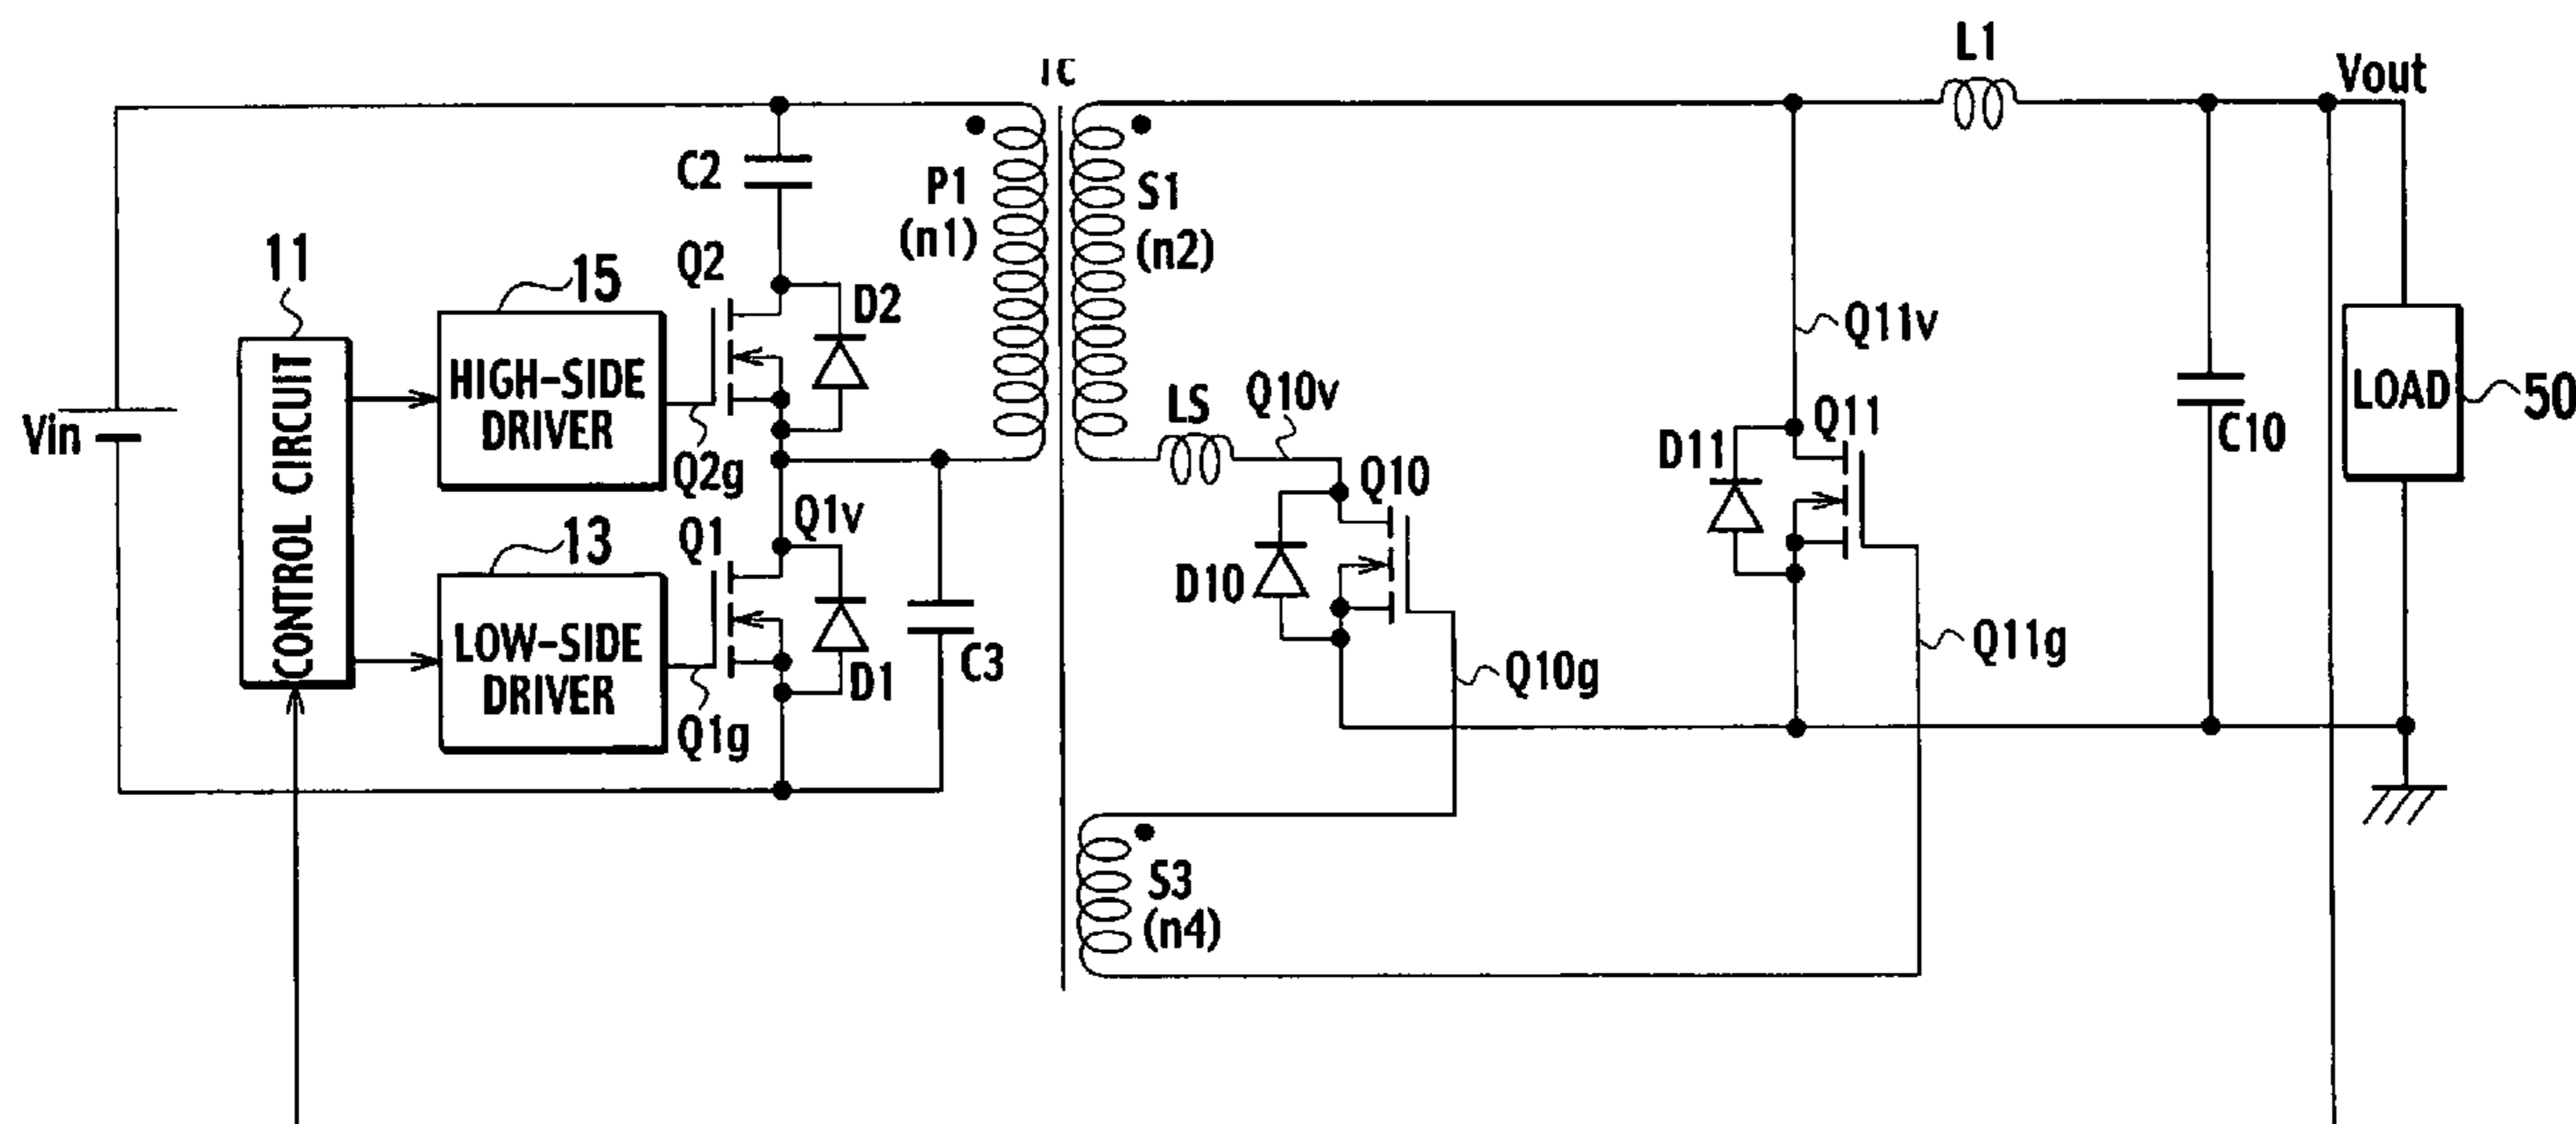 L1
Vout
C2
P1
(n1)
S1
(n2)
11
15
Q2
D2
HIGH-SIDE
DRIVER
CONTROL CIRCUIT
Vin
Q2g
Q11v
LS
Q10v
Q11
D11
LOAD
50
C10
Q10
13
Q1
Q1v
LOW-SIDE
DRIVER
D1
C3
Q1g
D10
Q10g
Q11g
S3
(n4)